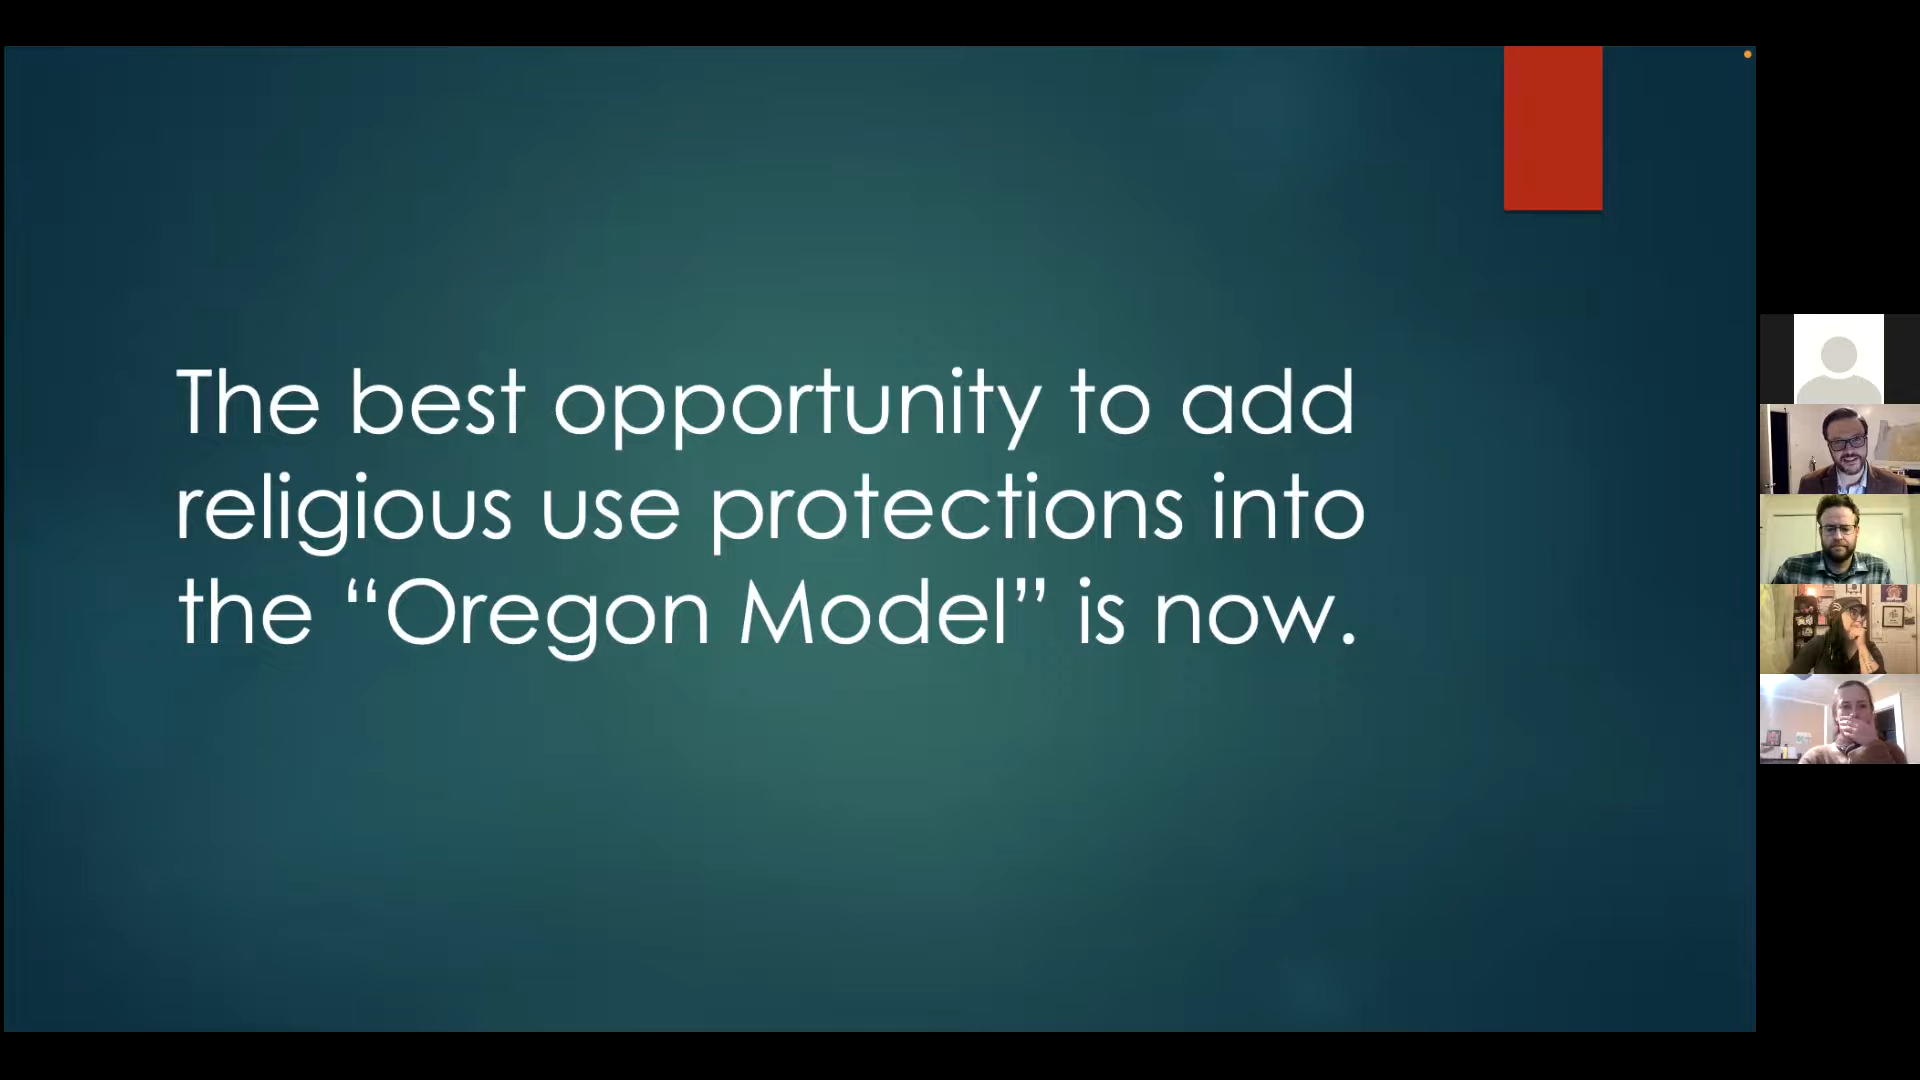 The best opportunity to add
religious use protections into
the “Oregon Model” is now.